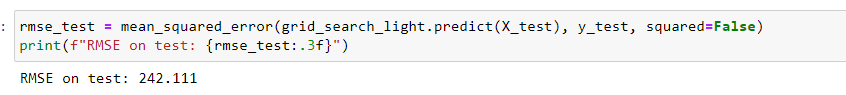 :
rmse_test = mean_squared_error(grid_search_light.predict(X_test), y_test, squared=False)
print(f"RMSE on test: {rmse_test:.3f}")
RMSE on test: 242.111